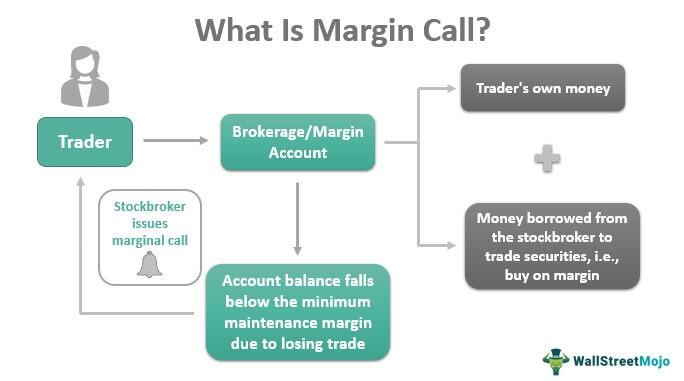 What Is Margin Call?
Trader
Brokerage/Margin
Account
Trader's own money
Stockbroker
issues
marginal call
Money borrowed from
the stockbroker to
trade securities, i.e.,
buy on margin
Account balance falls
below the minimum
maintenance margin
due to losing trade
WallStreetMojo